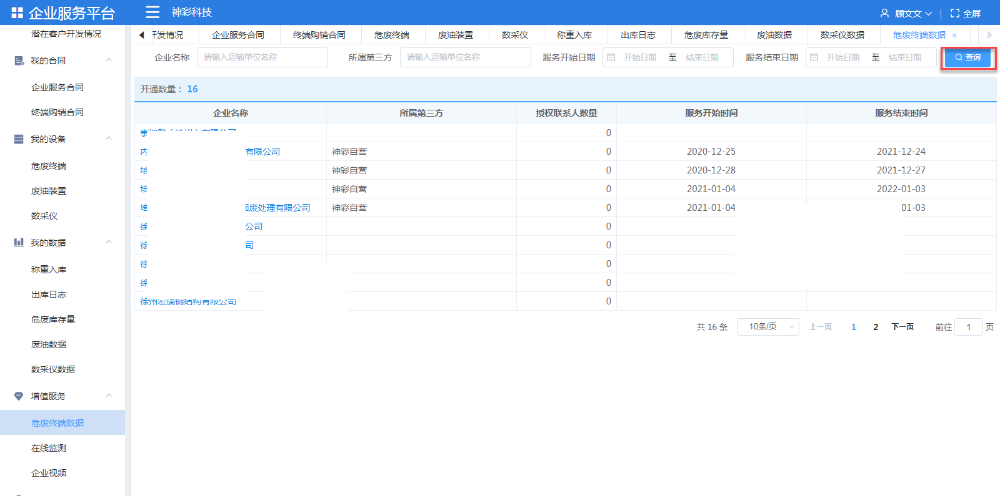 企业服务平台
神彩科技
顾文文
全屏
潜在客户开发情况
我的合同
企业服务合同
终端购销合同
我的设备
危废终端
废油装置
数采仪
我的数据
称重入库
出库日志
危废库存量
废油数据
数采仪数据
增值服务
危废终端数据
在线监测
企业视频
开发情况 企业服务合同 终端购销合同 危废终端 废油装置 数采仪 称重入库 出库日志 危废库存量 废油数据 数采仪数据 危废终端数据 ×
企业名称 请输入运输单位名称 所属第三方 请输入运输单位名称 服务开始日期 开始日期 至 结束日期 服务结束日期 开始日期 至 结束日期 查询
开通数量： 16
企业名称 所属第三方 授权联系人数量 服务开始时间 服务结束时间
0
内 有限公司 神彩自营 0 2020-12-25 2021-12-24
培 神彩自营 0 2020-12-28 2021-12-27
培 神彩自营 0 2021-01-04 2022-01-03
培 废处理有限公司 神彩自营 0 2021-01-04 01-03
徐 公司 0
徐 司 0
徐 0
徐 0
徐州宏瑞钢结构有限公司 0
共 16 条 10条/页 上一页 1 2 下一页 前往 1 页